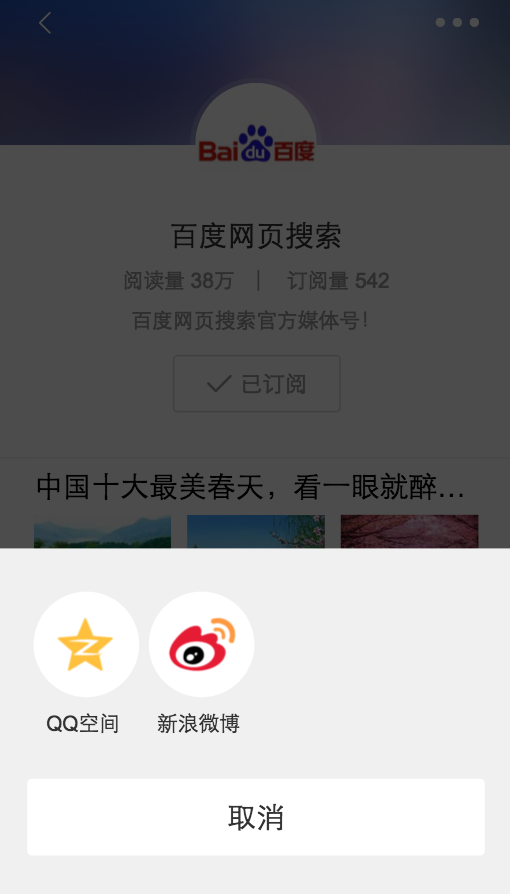 Bai du 百度
百度网页搜索
阅读量 38万 | 订阅量 542
百度网页搜索官方媒体号!
已订阅
中国十大最美春天，看一眼就醉...
QQ空间 新浪微博
取消